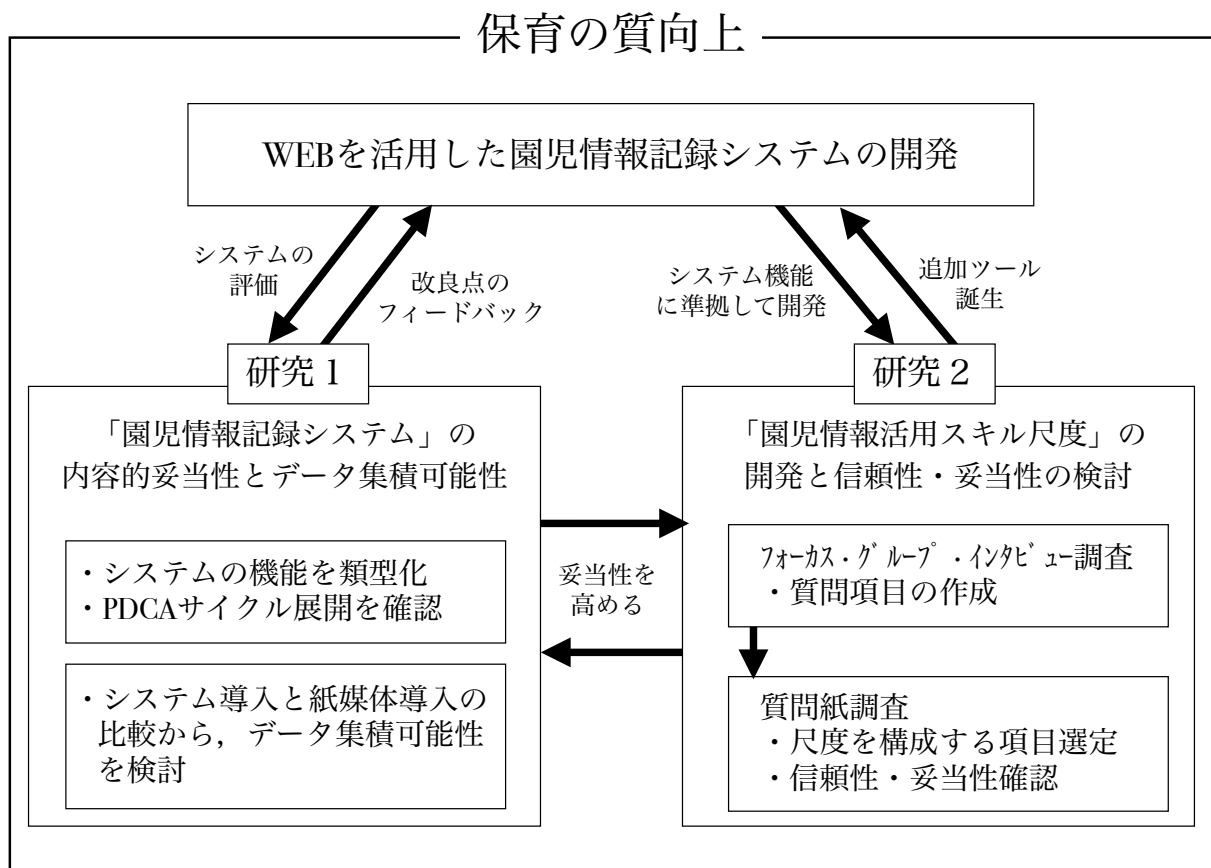 保育の質向上
WEBを活用した園児情報記録システムの開発
システムの
評価
改良点の
フィードバック
システム機能
に準拠して開発
追加ツール
誕生
研究１
「園児情報記録システム」の
内容的妥当性とデータ集積可能性
・システムの機能を類型化
・PDCAサイクル展開を確認
・システム導入と紙媒体導入の
比較から，データ集積可能性
を検討
妥当性を
高める
研究２
「園児情報活用スキル尺度」の
開発と信頼性・妥当性の検討
ﾌｫｰｶｽ・ｸﾞﾙｰﾌﾟ・ｲﾝﾀﾋﾞｭｰ調査
・質問項目の作成
質問紙調査
・尺度を構成する項目選定
・信頼性・妥当性確認